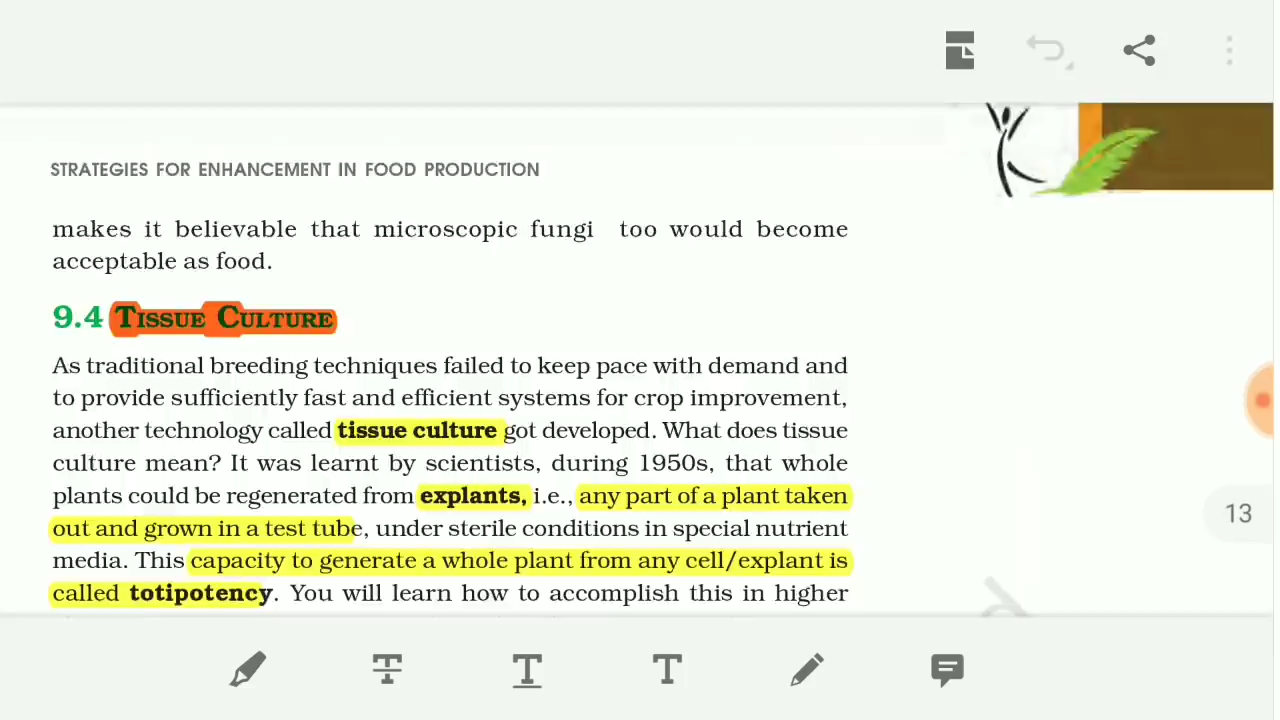 STRATEGIES FOR ENHANCEMENT IN FOOD PRODUCTION
makes it believable that microscopic fungi too would become
acceptable as food.
9.4 TISSUE CULTURE
As traditional breeding techniques failed to keep pace with demand and
to provide sufficiently fast and efficient systems for crop improvement,
another technology called tissue culture got developed. What does tissue
culture mean? It was learnt by scientists, during 1950s, that whole
plants could be regenerated from explants, i.e., any part of a plant taken
out and grown in a test tube, under sterile conditions in special nutrient
media. This capacity to generate a whole plant from any cell/explant is
called totipotency. You will learn how to accomplish this in higher
13